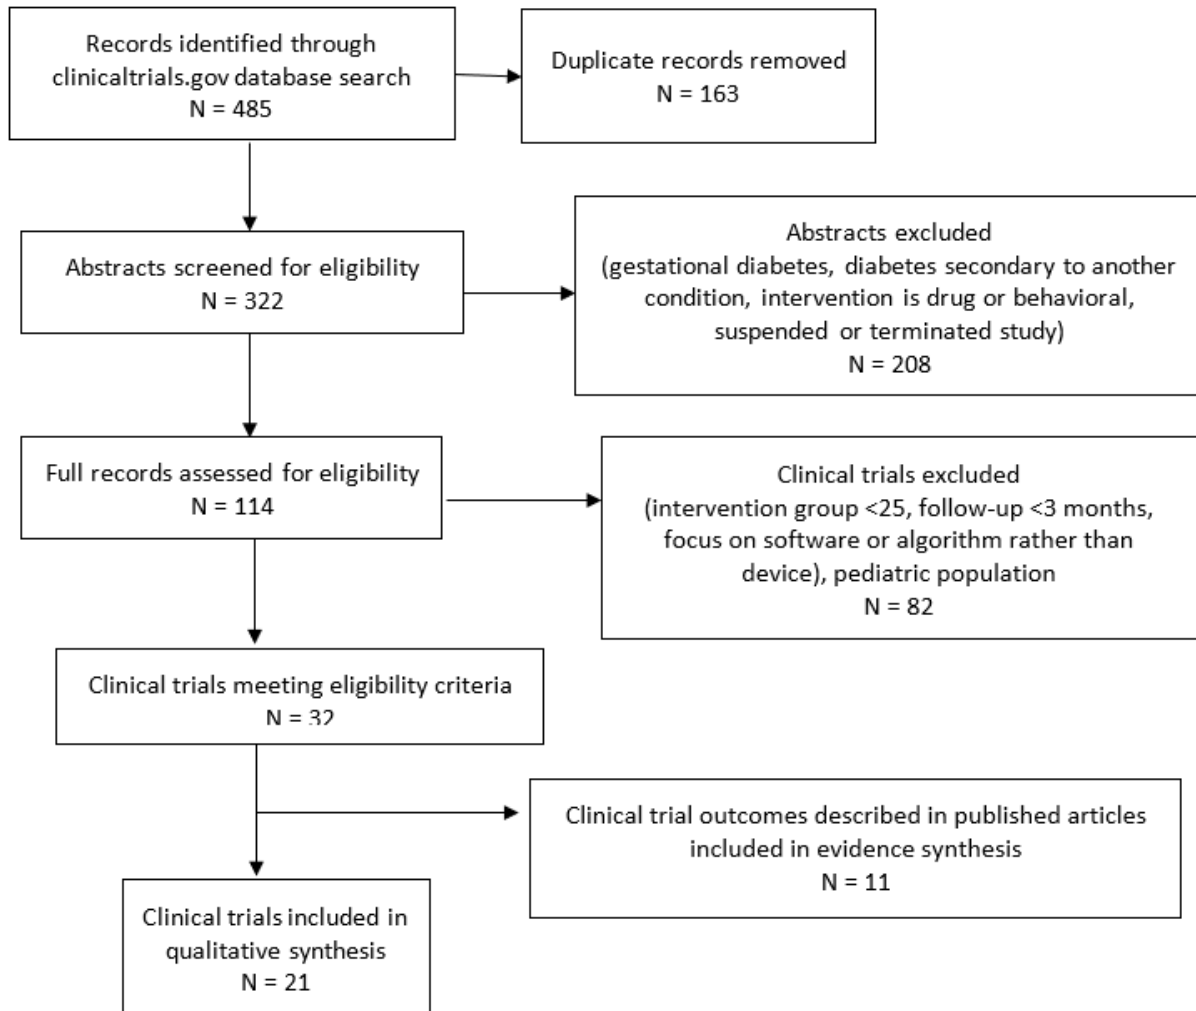 Records identified through
clinicaltrials.gov database search
N = 485
Duplicate records removed
N = 163
Abstracts screened for eligibility
N = 322
Abstracts excluded
(gestational diabetes, diabetes secondary to another
condition, intervention is drug or behavioral,
suspended or terminated study)
N = 208
Full records assessed for eligibility
N = 114
Clinical trials excluded
(intervention group <25, follow-up <3 months,
focus on software or algorithm rather than
device), pediatric population
N = 82
Clinical trials meeting eligibility criteria
N = 32
Clinical trial outcomes described in published articles
included in evidence synthesis
N = 11
Clinical trials included in
qualitative synthesis
N = 21